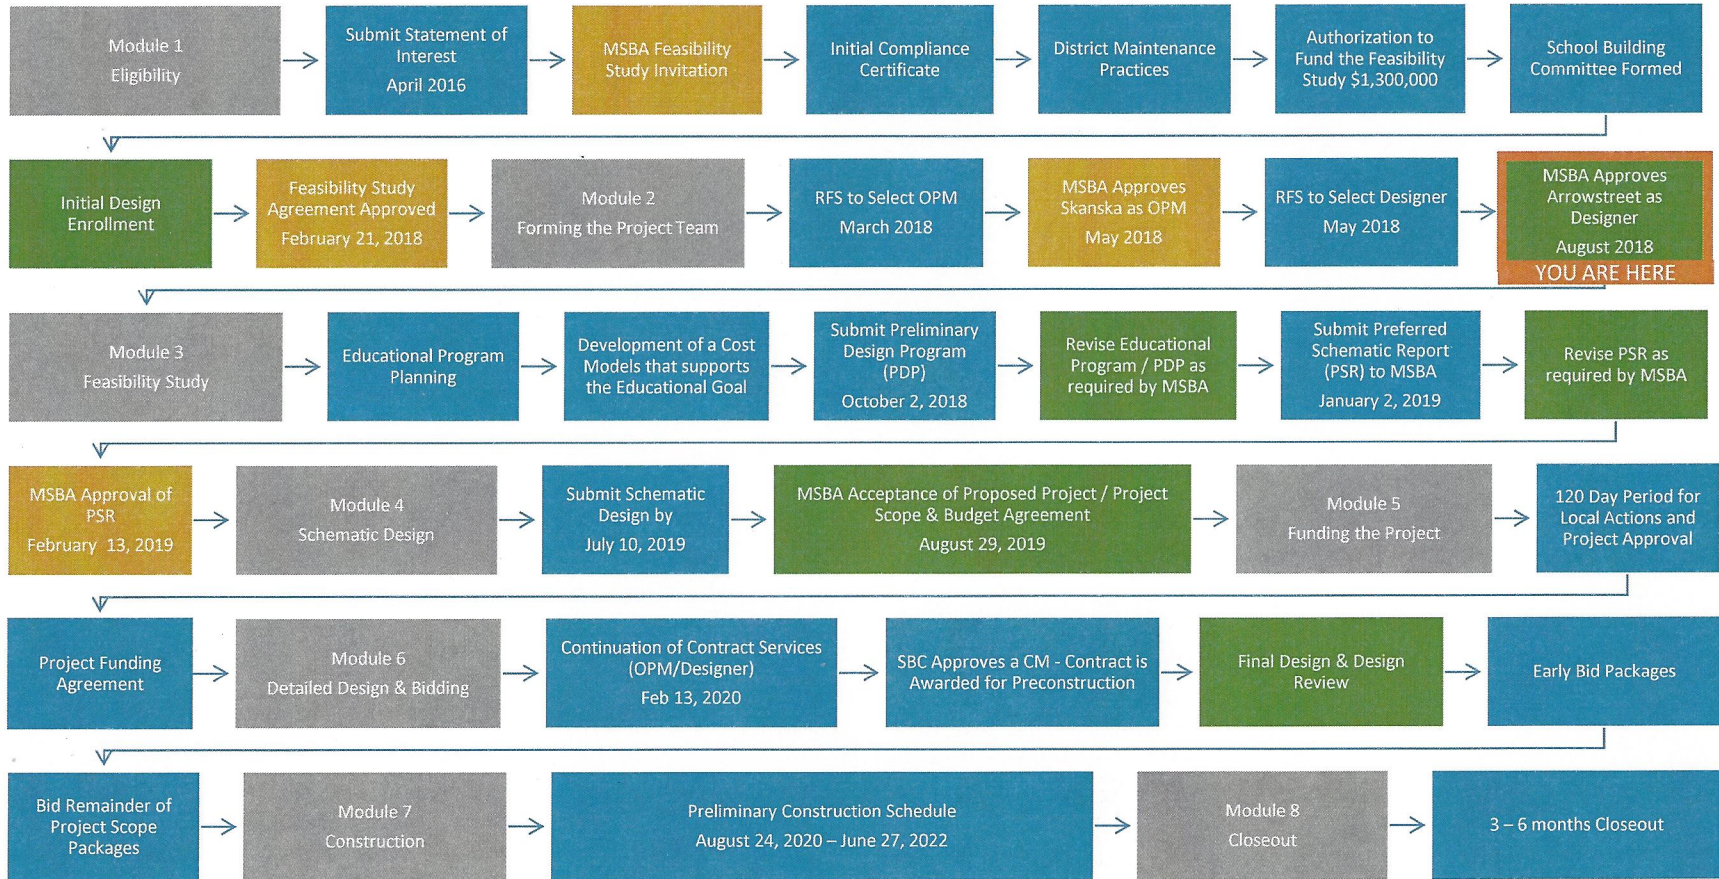 Module 1
Eligibility
Submit Statement of
Interest
April 2016
MSBA Feasibility
Study Invitation
Initial Compliance
Certificate
District Maintenance
Practices
Authorization to
Fund the Feasibility
Study $1,300,000
School Building
Committee Formed
Initial Design
Enrollment
Feasibility Study
Agreement Approved
February 21, 2018
Module 2
Forming the Project Team
RFS to Select OPM
March 2018
MSBA Approves
Skanska as OPM
May 2018
RFS to Select Designer
May 2018
MSBA Approves
Arrowstreet as
Designer
August 2018
YOU ARE HERE
Module 3
Feasibility Study
Educational Program
Planning
Development of a Cost
Models that supports
the Educational Goal
Submit Preliminary
Design Program
(PDP)
October 2, 2018
Revise Educational
Program / PDP as
required by MSBA
Submit Preferred
Schematic Report
(PSR) to MSBA
January 2, 2019
Revise PSR as
required by MSBA
MSBA Approval of
PSR
February 13, 2019
Module 4
Schematic Design
Submit Schematic
Design by
July 10, 2019
MSBA Acceptance of Proposed Project / Project
Scope & Budget Agreement
August 29, 2019
Module 5
Funding the Project
120 Day Period for
Local Actions and
Project Approval
Project Funding
Agreement
Module 6
Detailed Design & Bidding
Continuation of Contract Services
(OPM/Designer)
Feb 13, 2020
SBC Approves a CM - Contract is
Awarded for Preconstruction
Final Design & Design
Review
Early Bid Packages
Bid Remainder of
Project Scope
Packages
Module 7
Construction
Preliminary Construction Schedule
August 24, 2020 – June 27, 2022
Module 8
Closeout
3 – 6 months Closeout